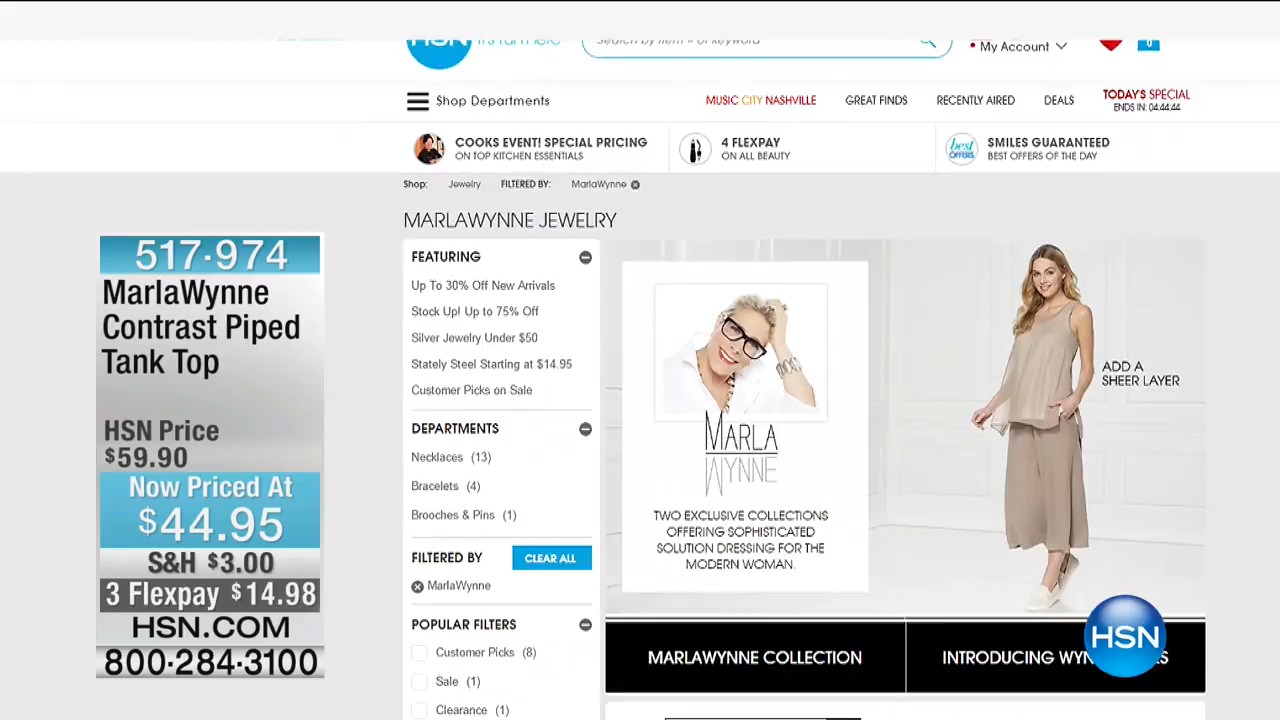 HSN
Search by item # or keyword
My Account
0
Shop Departments
MUSIC CITY NASHVILLE
GREAT FINDS
RECENTLY AIRED
DEALS
TODAY'S SPECIAL
ENDS IN: 04:44:44
COOKS EVENT! SPECIAL PRICING
ON TOP KITCHEN ESSENTIALS
4 FLEXPAY
ON ALL BEAUTY
best
OFFERS
SMILES GUARANTEED
BEST OFFERS OF THE DAY
Shop: Jewelry FILTERED BY: MarlaWynne
MARLAWYNNE JEWELRY
517-974
MarlaWynne
Contrast Piped
Tank Top
HSN Price
$59.90
Now Priced At
$44.95
S&H $3.00
3 Flexpay $14.98
HSN.COM
800-284-3100
FEATURING
Up To 30% Off New Arrivals
Stock Up! Up to 75% Off
Silver Jewelry Under $50
Stately Steel Starting at $14.95
Customer Picks on Sale
DEPARTMENTS
Necklaces (13)
Bracelets (4)
Brooches & Pins (1)
FILTERED BY
CLEAR ALL
MarlaWynne
POPULAR FILTERS
Customer Picks (8)
Sale (1)
Clearance (1)
MARLA
WYNNE
TWO EXCLUSIVE COLLECTIONS
OFFERING SOPHISTICATED
SOLUTION DRESSING FOR THE
MODERN WOMAN.
ADD A
SHEER LAYER
MARLAWYNNE COLLECTION
INTRODUCING
HSN